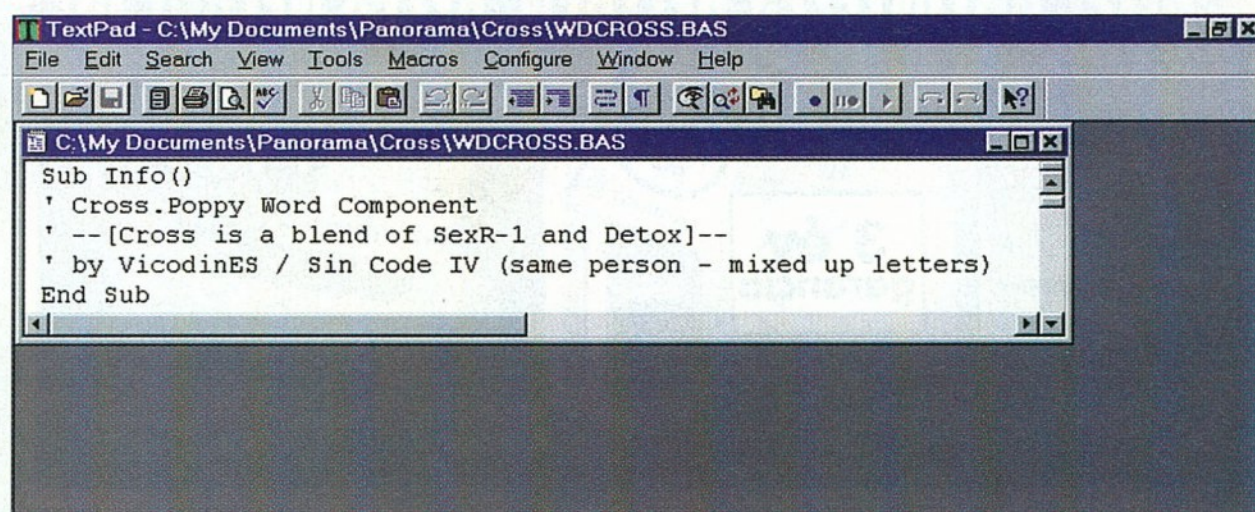 TextPad - C:\My Documents\Panorama\Cross\WDCROSS.BAS
File Edit Search View Tools Macros Configure Window Help
ABC
C:\My Documents\Panorama\Cross\WDCROSS.BAS
Sub Info()
' Cross.Poppy Word Component
' --[Cross is a blend of SexR-1 and Detox]--
' by VicodinES / Sin Code IV (same person - mixed up letters)
End Sub